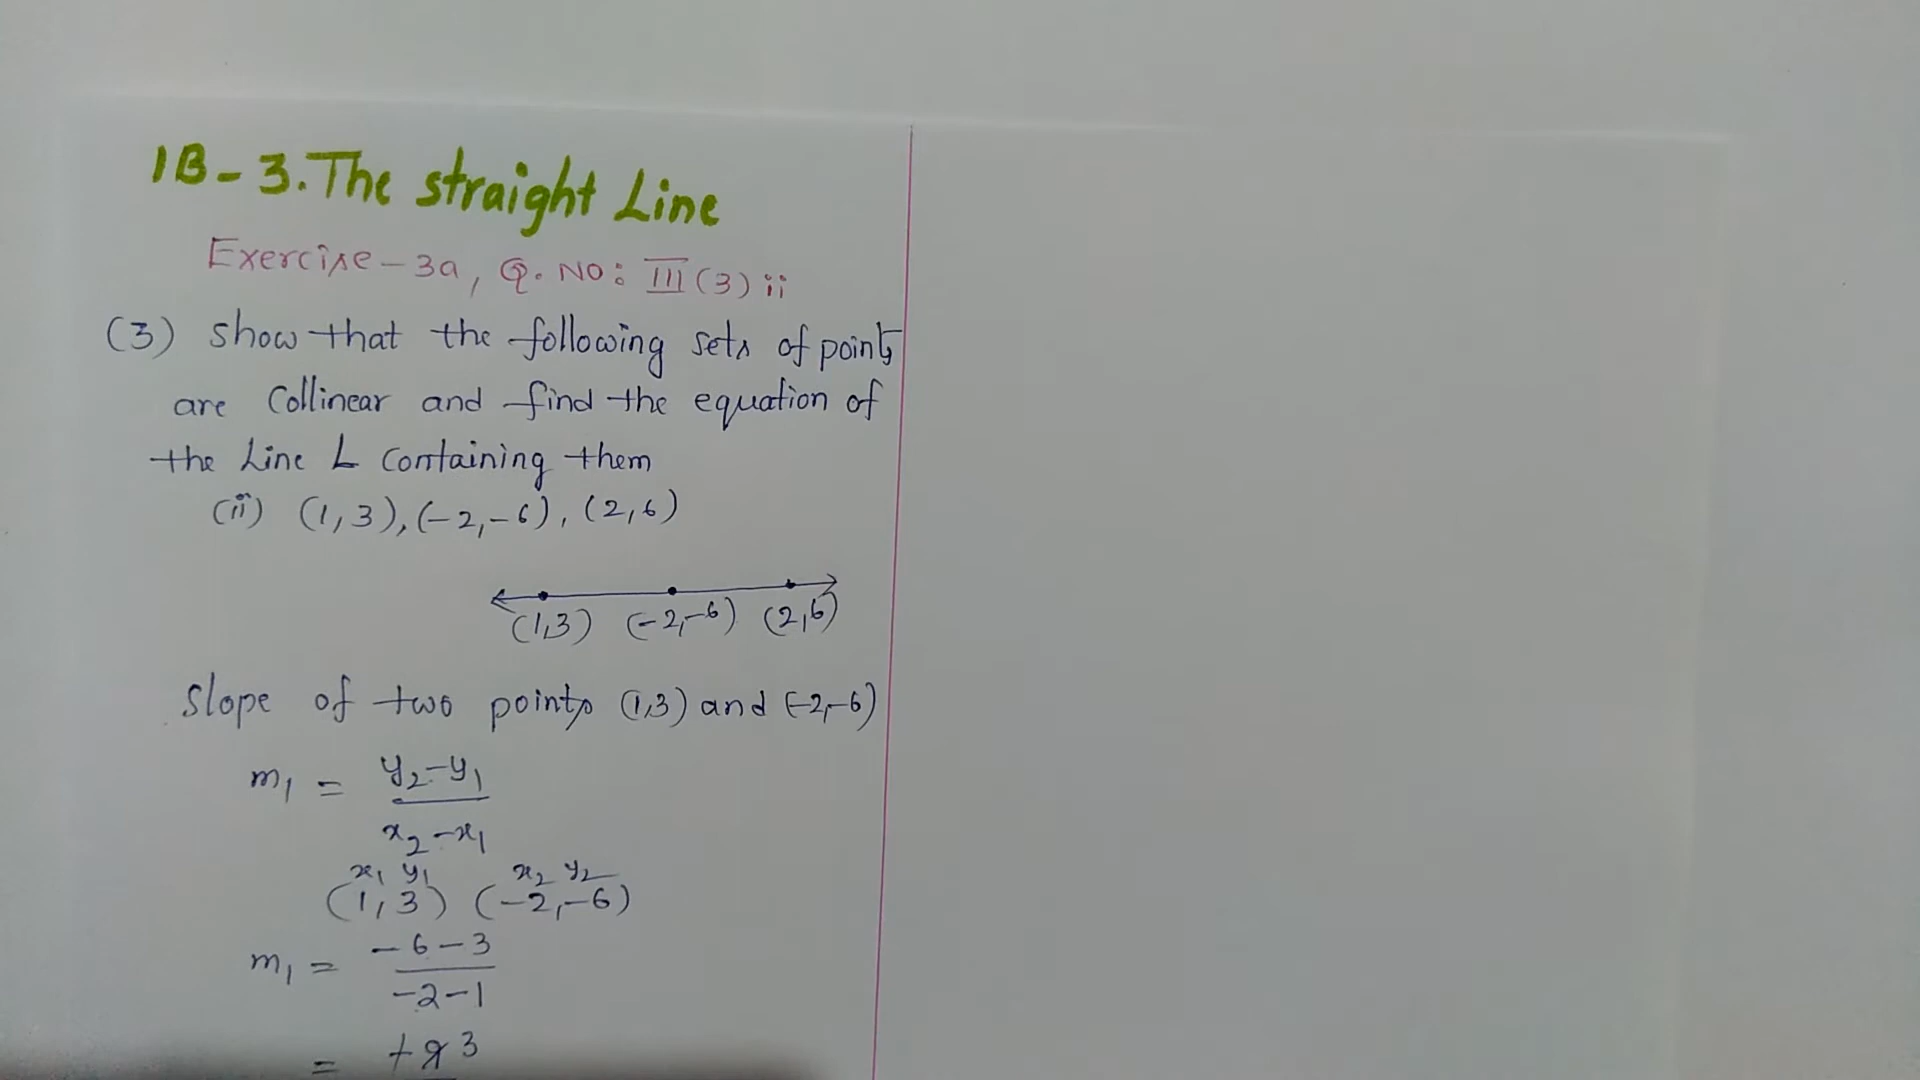 1B-3. The straight Line
Exercise-3a, Q. No: III (3) ii
(3) show that the following sets of points
are Collinear and find the equation of
the Line L containing them
(ii) (1,3), (-2,-6), (2,6)
(1,3) (-2,-6) (2,6)
slope of two points (1,3) and (-2,-6)
m₁ = y₂-y₁
x₂-x₁
x₁ y₁ x₂ y₂
(1,3) (-2,-6)
m₁ = -6-3
-2-1
= +9 3